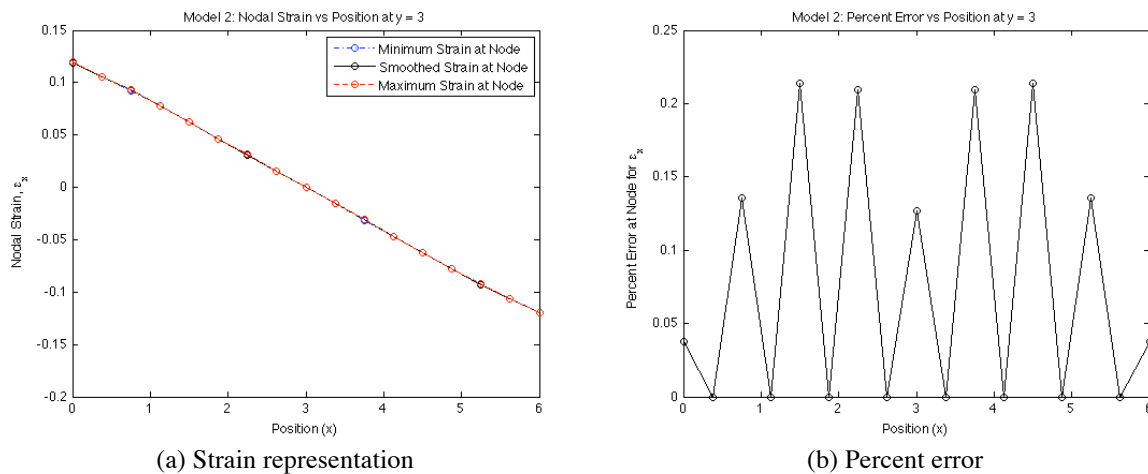 Model 2: Nodal Strain vs Position at y = 3
0.15
0.1
0.05
0
-0.05
-0.1
-0.15
-0.2
Nodal Strain, εx
Minimum Strain at Node
Smoothed Strain at Node
Maximum Strain at Node
0 1 2 3 4 5 6
Position (x)
(a) Strain representation
Model 2: Percent Error vs Position at y = 3
0.25
0.2
0.15
0.1
0.05
0
Percent Error at Node for εx
0 1 2 3 4 5 6
Position (x)
(b) Percent error